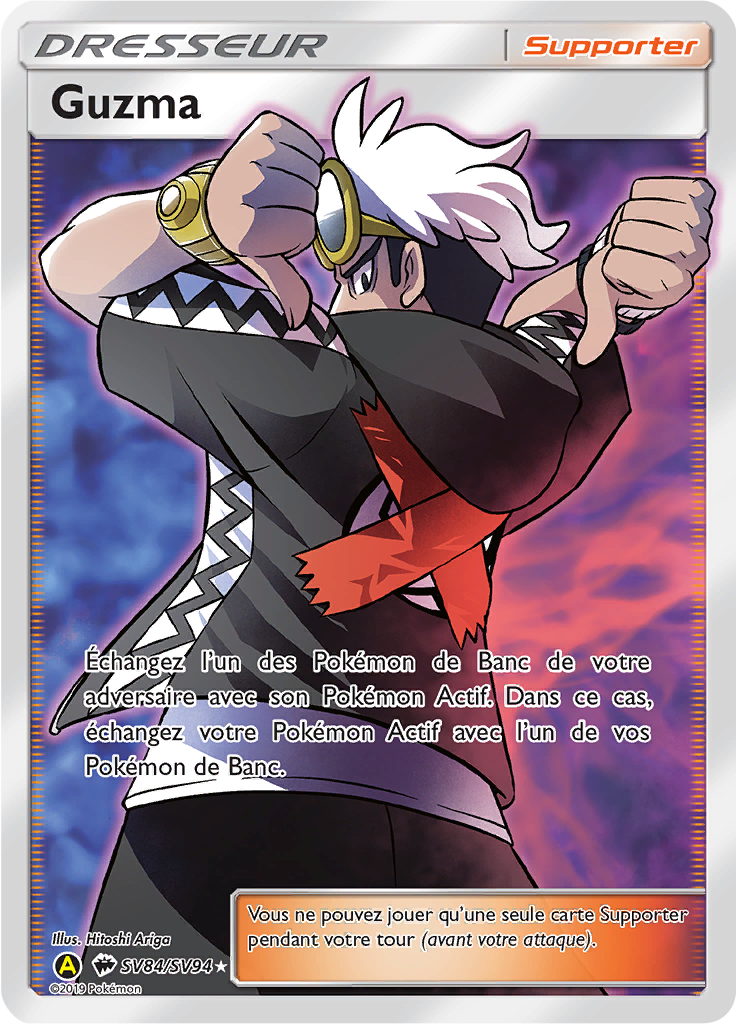 DRESSEUR
Supporter
Guzma
Échangez l'un des Pokémon de Banc de votre
adversaire avec son Pokémon Actif. Dans ce cas,
échangez votre Pokémon Actif avec l'un de vos
Pokémon de Banc.
Vous ne pouvez jouer qu'une seule carte Supporter
pendant votre tour (avant votre attaque).
Illus. Hitoshi Ariga
A SV84/SV94★
©2019 Pokémon